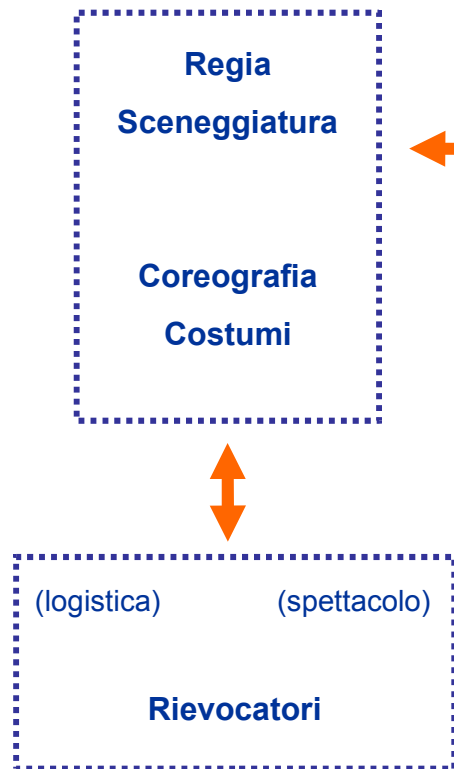 Regia
Sceneggiatura
Coreografia
Costumi
(logistica) (spettacolo)
Rievocatori